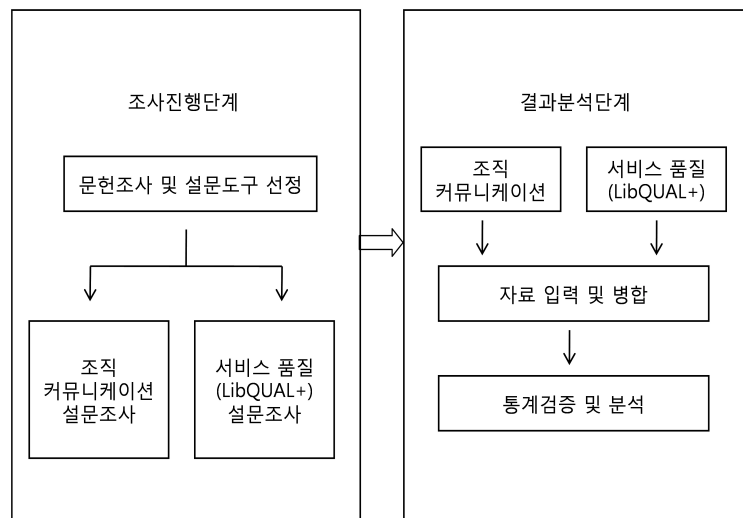 조사진행단계
문헌조사 및 설문도구 선정
조직
커뮤니케이션
설문조사
서비스 품질
(LibQUAL+)
설문조사
결과분석단계
조직
커뮤니케이션
서비스 품질
(LibQUAL+)
자료 입력 및 병합
통계검증 및 분석